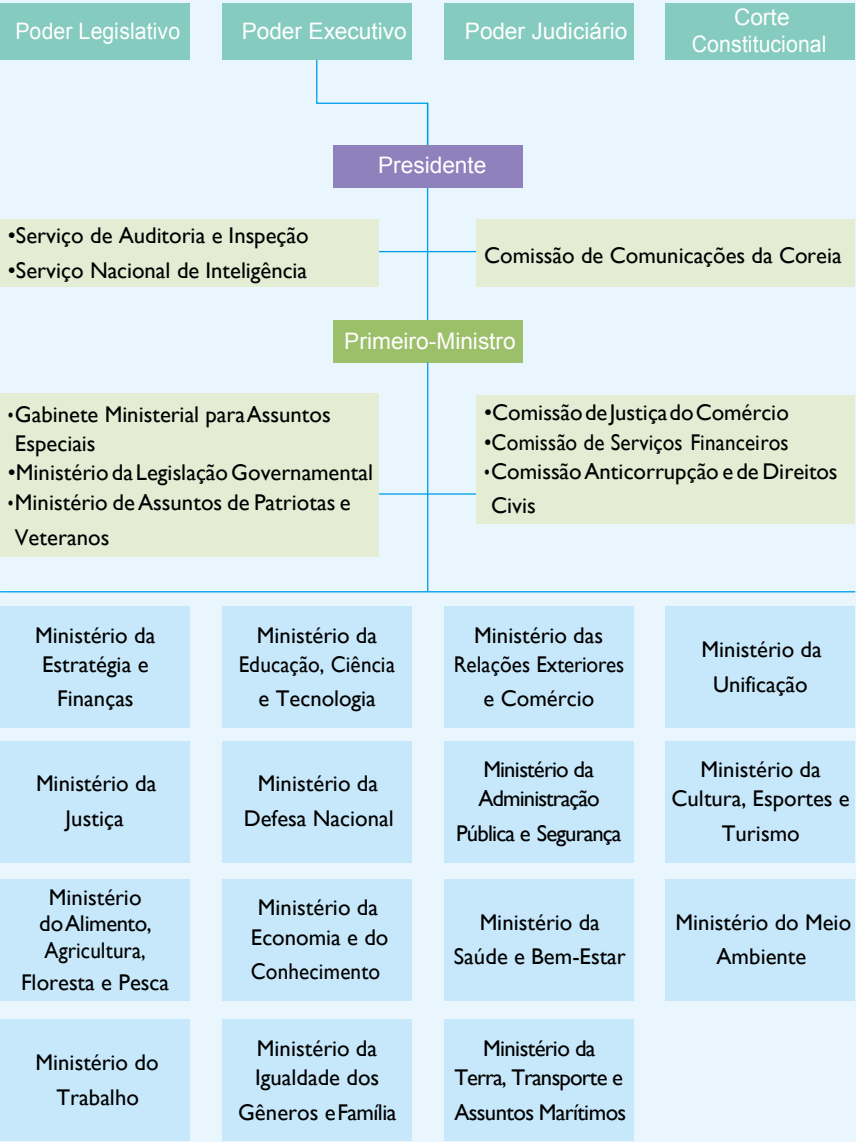 Poder Legislativo
Poder Executivo
Poder Judiciário
Corte
Constitucional
Presidente
•Serviço de Auditoria e Inspeção
•Serviço Nacional de Inteligência
Comissão de Comunicações da Coreia
Primeiro-Ministro
•Gabinete Ministerial para Assuntos
Especiais
•Ministério da Legislação Governamental
•Ministério de Assuntos de Patriotas e
Veteranos
•Comissão de Justiça do Comércio
•Comissão de Serviços Financeiros
•Comissão Anticorrupção e de Direitos
Civis
Ministério da
Estratégia e
Finanças
Ministério da
Educação, Ciência
e Tecnologia
Ministério das
Relações Exteriores
e Comércio
Ministério da
Unificação
Ministério da
Justiça
Ministério da
Defesa Nacional
Ministério da
Administração
Pública e Segurança
Ministério da
Cultura, Esportes e
Turismo
Ministério
do Alimento,
Agricultura,
Floresta e Pesca
Ministério da
Economia e do
Conhecimento
Ministério da
Saúde e Bem-Estar
Ministério do Meio
Ambiente
Ministério do
Trabalho
Ministério da
Igualdade dos
Gêneros e Família
Ministério da
Terra, Transporte e
Assuntos Marítimos